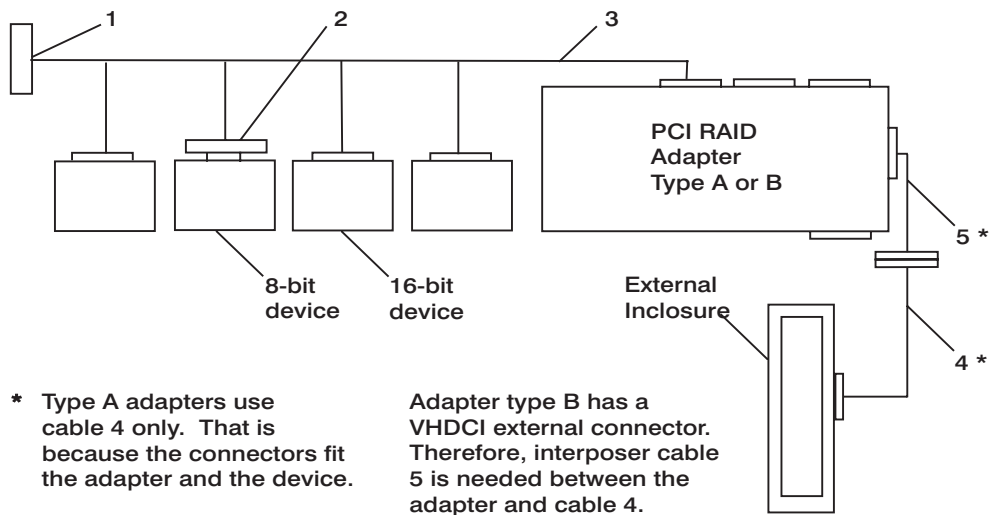 1
2
3
PCI RAID
Adapter
Type A or B
5 *
8-bit
device
16-bit
device
External
Inclosure
4 *
* Type A adapters use
cable 4 only. That is
because the connectors fit
the adapter and the device.
Adapter type B has a
VHDCI external connector.
Therefore, interposer cable
5 is needed between the
adapter and cable 4.